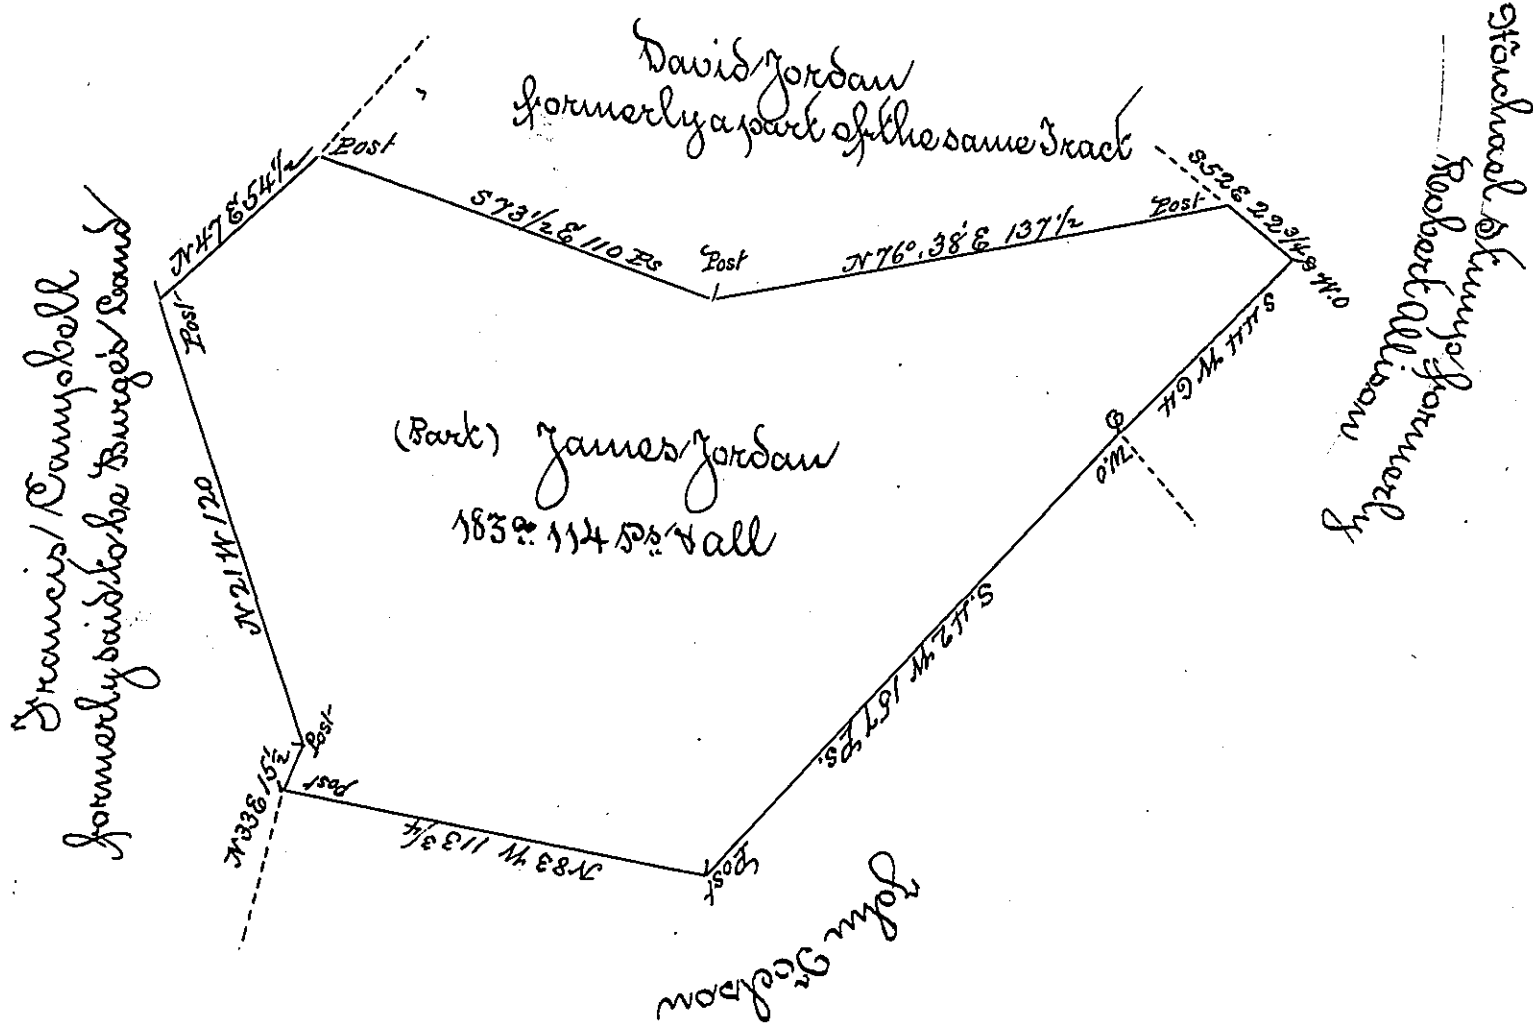 David Jordan
formerly a part of the same Tract
Post
N 47 E 54 1/2
S 73 1/2 E 110 Ps
Post
N 76°. 38' E 137 1/2
Post
S 52 E 22 3/4
W.O
Stump formerly
Robert Allison
S 44 W 64
W.O
S. 42 W 157 Ps.
Post
John
N 83 W 113 3/4
Post
N 33 E 15 1/2
Post
N 21 W 120
Post
Francis Campbell
formerly said to be Burges Land
(Park) James Jordan
183 a. 114 ps. & all